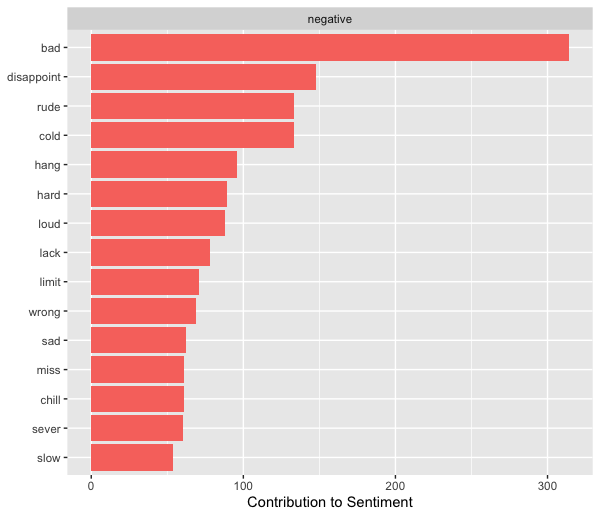 negative
bad
disappoint
rude
cold
hang
hard
loud
lack
limit
wrong
sad
miss
chill
sever
slow
0 100 200 300
Contribution to Sentiment